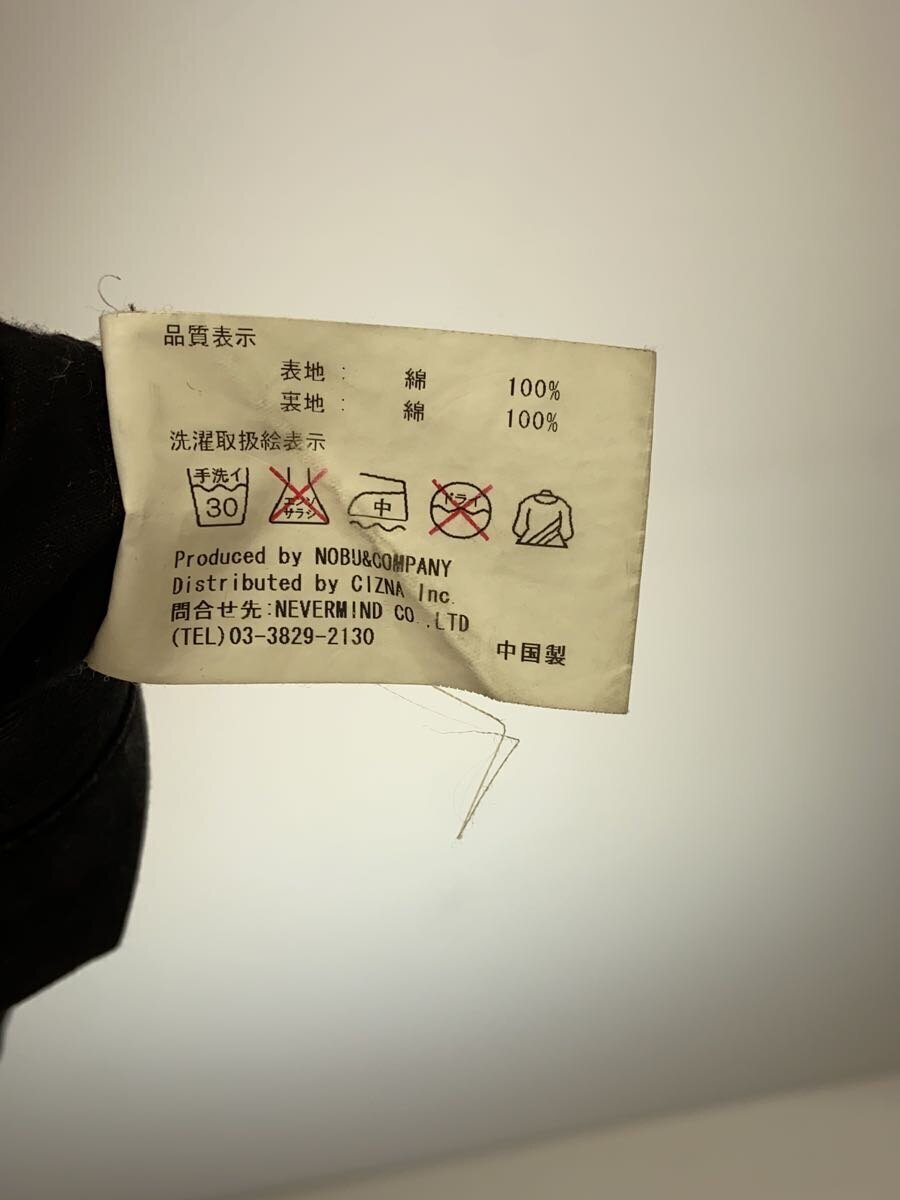 品質表示
表地 : 綿 100%
裏地 : 綿 100%
洗濯取扱絵表示
手洗イ 30 エンソサラシ 中 ドライ
Produced by NOBU&COMPANY
Distributed by CIZNA Inc.
問合せ先:NEVERMIND CO.,LTD
(TEL)03-3829-2130
中国製